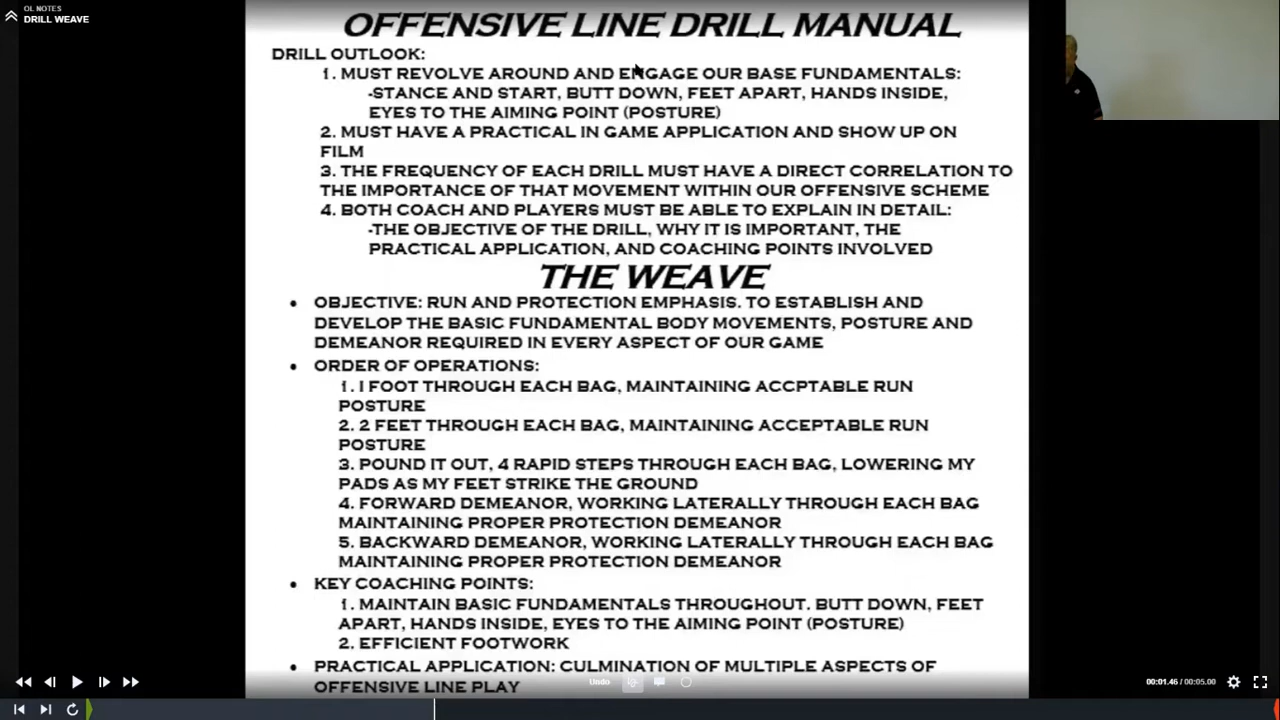 OL NOTES
DRILL WEAVE
OFFENSIVE LINE DRILL MANUAL
DRILL OUTLOOK:
1. MUST REVOLVE AROUND AND ENGAGE OUR BASE FUNDAMENTALS:
-STANCE AND START, BUTT DOWN, FEET APART, HANDS INSIDE,
EYES TO THE AIMING POINT (POSTURE)
2. MUST HAVE A PRACTICAL IN GAME APPLICATION AND SHOW UP ON
FILM
3. THE FREQUENCY OF EACH DRILL MUST HAVE A DIRECT CORRELATION TO
THE IMPORTANCE OF THAT MOVEMENT WITHIN OUR OFFENSIVE SCHEME
4. BOTH COACH AND PLAYERS MUST BE ABLE TO EXPLAIN IN DETAIL:
-THE OBJECTIVE OF THE DRILL, WHY IT IS IMPORTANT, THE
PRACTICAL APPLICATION, AND COACHING POINTS INVOLVED
THE WEAVE
• OBJECTIVE: RUN AND PROTECTION EMPHASIS. TO ESTABLISH AND
DEVELOP THE BASIC FUNDAMENTAL BODY MOVEMENTS, POSTURE AND
DEMEANOR REQUIRED IN EVERY ASPECT OF OUR GAME
• ORDER OF OPERATIONS:
1. 1 FOOT THROUGH EACH BAG, MAINTAINING ACCPTABLE RUN
POSTURE
2. 2 FEET THROUGH EACH BAG, MAINTAINING ACCEPTABLE RUN
POSTURE
3. POUND IT OUT, 4 RAPID STEPS THROUGH EACH BAG, LOWERING MY
PADS AS MY FEET STRIKE THE GROUND
4. FORWARD DEMEANOR, WORKING LATERALLY THROUGH EACH BAG
MAINTAINING PROPER PROTECTION DEMEANOR
5. BACKWARD DEMEANOR, WORKING LATERALLY THROUGH EACH BAG
MAINTAINING PROPER PROTECTION DEMEANOR
• KEY COACHING POINTS:
1. MAINTAIN BASIC FUNDAMENTALS THROUGHOUT. BUTT DOWN, FEET
APART, HANDS INSIDE, EYES TO THE AIMING POINT (POSTURE)
2. EFFICIENT FOOTWORK
• PRACTICAL APPLICATION: CULMINATION OF MULTIPLE ASPECTS OF
OFFENSIVE LINE PLAY
Undo
00:01.46 / 00:05.00